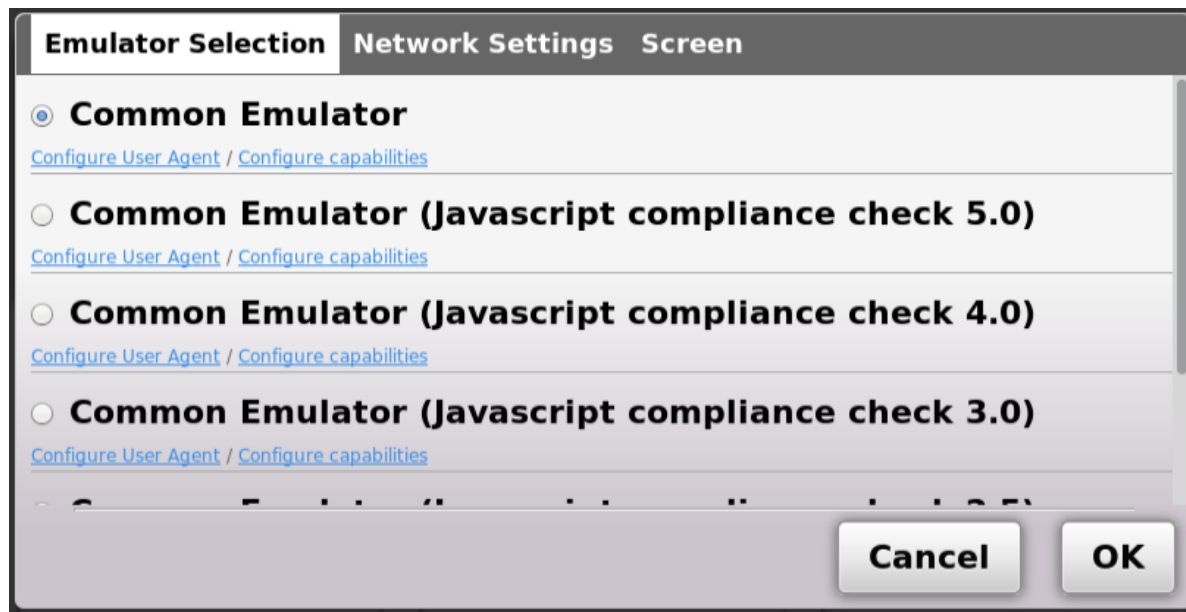 Emulator Selection Network Settings Screen
Common Emulator
Configure User Agent / Configure capabilities
Common Emulator (Javascript compliance check 5.0)
Configure User Agent / Configure capabilities
Common Emulator (Javascript compliance check 4.0)
Configure User Agent / Configure capabilities
Common Emulator (Javascript compliance check 3.0)
Configure User Agent / Configure capabilities
Cancel OK